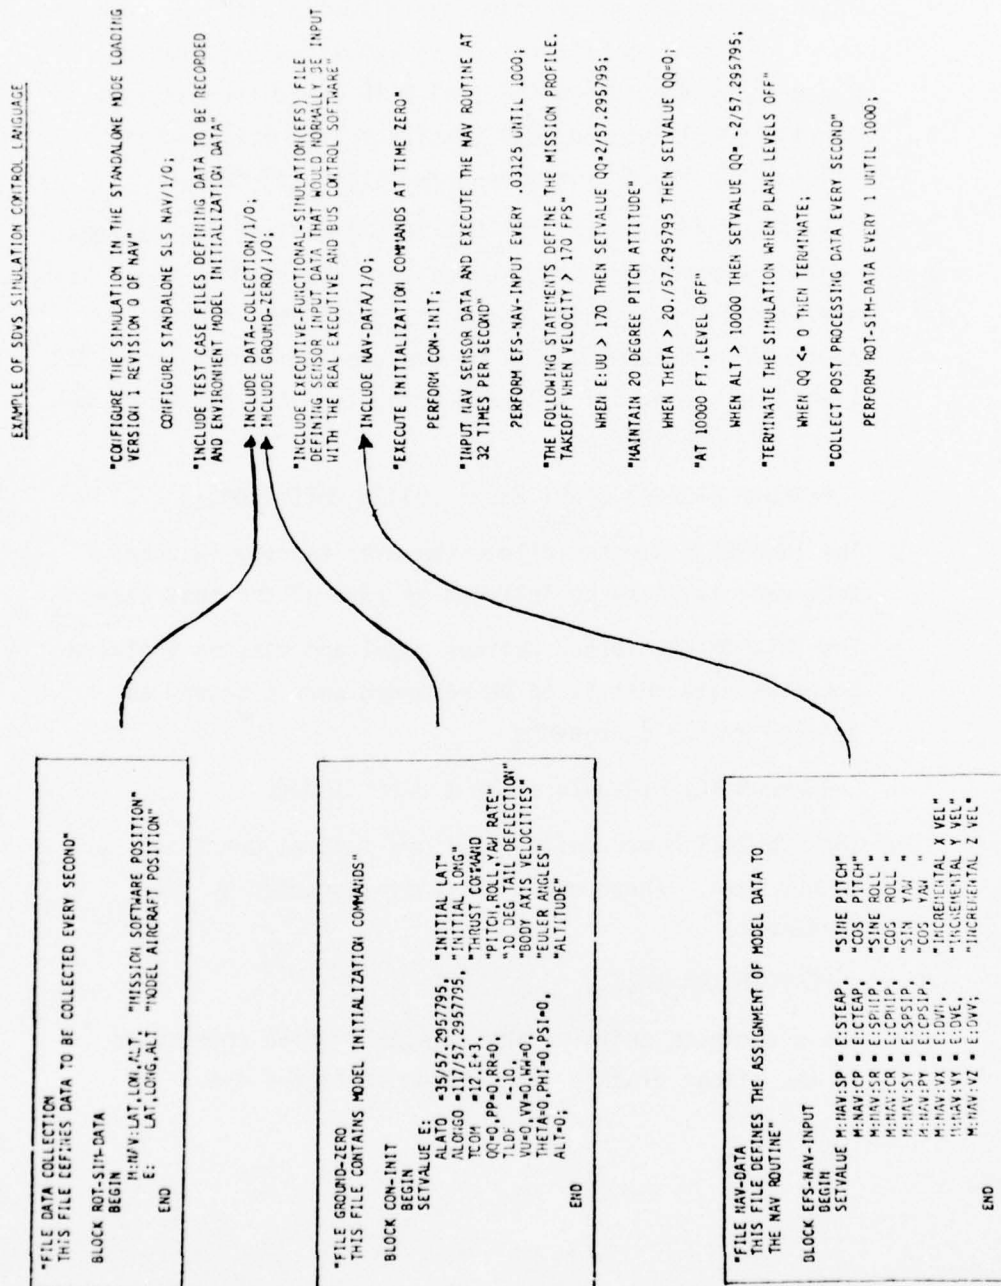 EXAMPLE OF SDVS SIMULATION CONTROL LANGUAGE
"CONFIGURE THE SIMULATION IN THE STANDALONE MODE LOADING
VERSION 1 REVISION 0 OF NAV"
CONFIGURE STANDALONE SLS NAV/1/0;
"INCLUDE TEST CASE FILES DEFINING DATA TO BE RECORDED
AND ENVIRONMENT MODEL INITIALIZATION DATA"
INCLUDE DATA-COLLECTION/1/0;
INCLUDE GROUND-ZERO/1/0;
"INCLUDE EXECUTIVE-FUNCTIONAL-SIMULATION(EFS) FILE
DEFINING SENSOR INPUT DATA THAT WOULD NORMALLY BE INPUT
WITH THE REAL EXECUTIVE AND BUS CONTROL SOFTWARE"
INCLUDE NAV-DATA/1/0;
"EXECUTE INITIALIZATION COMMANDS AT TIME ZERO"
PERFORM CON-INIT;
"INPUT NAV SENSOR DATA AND EXECUTE THE NAV ROUTINE AT
32 TIMES PER SECOND"
PERFORM EFS-NAV-INPUT EVERY .03125 UNTIL 1000;
"THE FOLLOWING STATEMENTS DEFINE THE MISSION PROFILE.
TAKEOFF WHEN VELOCITY > 170 FPS"
WHEN E:UU > 170 THEN SETVALUE QQ=2/57.295795;
"MAINTAIN 20 DEGREE PITCH ATTITUDE"
WHEN THETA > 20./57.295795 THEN SETVALUE QQ=0;
"AT 10000 FT.,LEVEL OFF"
WHEN ALT > 10000 THEN SETVALUE QQ= -2/57.295795;
"TERMINATE THE SIMULATION WHEN PLANE LEVELS OFF"
WHEN QQ <= 0 THEN TERMINATE;
"COLLECT POST PROCESSING DATA EVERY SECOND"
PERFORM ROT-SIM-DATA EVERY 1 UNTIL 1000;
"FILE DATA COLLECTION
THIS FILE DEFINES DATA TO BE COLLECTED EVERY SECOND"
BLOCK ROT-SIM-DATA
BEGIN
M:NAV:LAT,LON,ALT, "MISSION SOFTWARE POSITION"
E: LAT,LONG,ALT "MODEL AIRCRAFT POSITION"
END
"FILE GROUND-ZERO
THIS FILE CONTAINS MODEL INITIALIZATION COMMANDS"
BLOCK CON-INIT
BEGIN
SETVALUE E:
ALATO =35/57.2957795, "INITIAL LAT"
ALONGO =117/57.2957795, "INITIAL LONG"
TCOM =12.E+3, "THRUST COMMAND
QQ=0,PP=0,RR=0, "PITCH,ROLL,YAW RATE"
=-10, "10 DEG TAIL DEFLECTION"
VV=0,WW=0, "BODY AXIS VELOCITIES"
THETA=0,PHI=0,PSI=0, "EULER ANGLES"
ALT=0; "ALTITUDE"
END
"FILE NAV-DATA
THIS FILE DEFINES THE ASSIGNMENT OF MODEL DATA TO
THE NAV ROUTINE"
BLOCK EFS-NAV-INPUT
BEGIN
SETVALUE M:NAV:SP = E:STEAP, "SINE PITCH"
M:NAV:CP = E:CTEAP, "COS PITCH"
M:NAV:SR = E:SPHIP, "SINE ROLL "
M:NAV:CR = E:CPHIP, "COS ROLL "
M:NAV:SY = E:SPSIP, "SIN YAW "
M:NAV:PY = E:CPSIP, "COS YAW "
M:NAV:VX = E:DVN, "INCREMENTAL X VEL"
M:NAV:VY = E:DVE, "INCREMENTAL Y VEL"
M:NAV:VZ = E:DVV; "INCREMENTAL Z VEL"
END